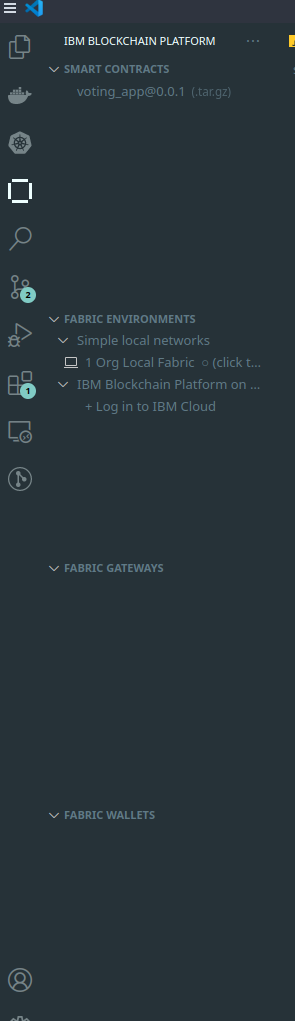 IBM BLOCKCHAIN PLATFORM
SMART CONTRACTS
voting_app@0.0.1 (.tar.gz)
2
FABRIC ENVIRONMENTS
Simple local networks
1 Org Local Fabric ○ (click t...
IBM Blockchain Platform on ...
1
+ Log in to IBM Cloud
FABRIC GATEWAYS
FABRIC WALLETS